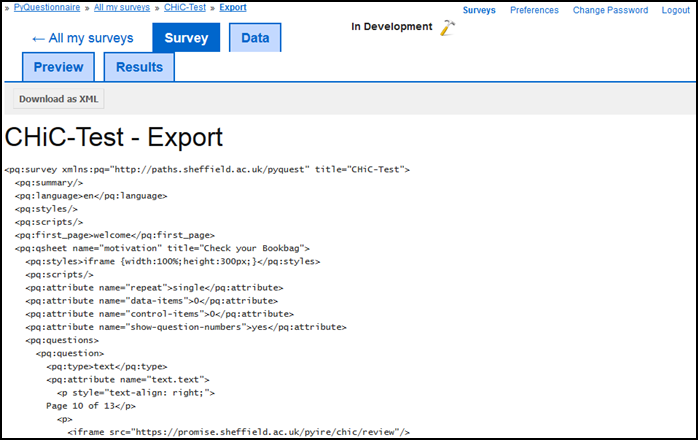 » PyQuestionnaire » All my surveys » CHiC-Test » Export
Surveys Preferences Change Password Logout
In Development
← All my surveys Survey Data
Preview Results
Download as XML
CHiC-Test - Export
<pq:survey xmlns:pq="http://paths.sheffield.ac.uk/pyquest" title="CHiC-Test">
<pq:summary/>
<pq:language>en</pq:language>
<pq:styles/>
<pq:scripts/>
<pq:first_page>welcome</pq:first_page>
<pq:qsheet name="motivation" title="Check your Bookbag">
<pq:styles>iframe {width:100%;height:300px;}</pq:styles>
<pq:scripts/>
<pq:attribute name="repeat">single</pq:attribute>
<pq:attribute name="data-items">0</pq:attribute>
<pq:attribute name="control-items">0</pq:attribute>
<pq:attribute name="show-question-numbers">yes</pq:attribute>
<pq:questions>
<pq:question>
<pq:type>text</pq:type>
<pq:attribute name="text.text">
<p style="text-align: right;">
Page 10 of 13</p>
<p>
<iframe src="https://promise.sheffield.ac.uk/pyire/chic/review"/>